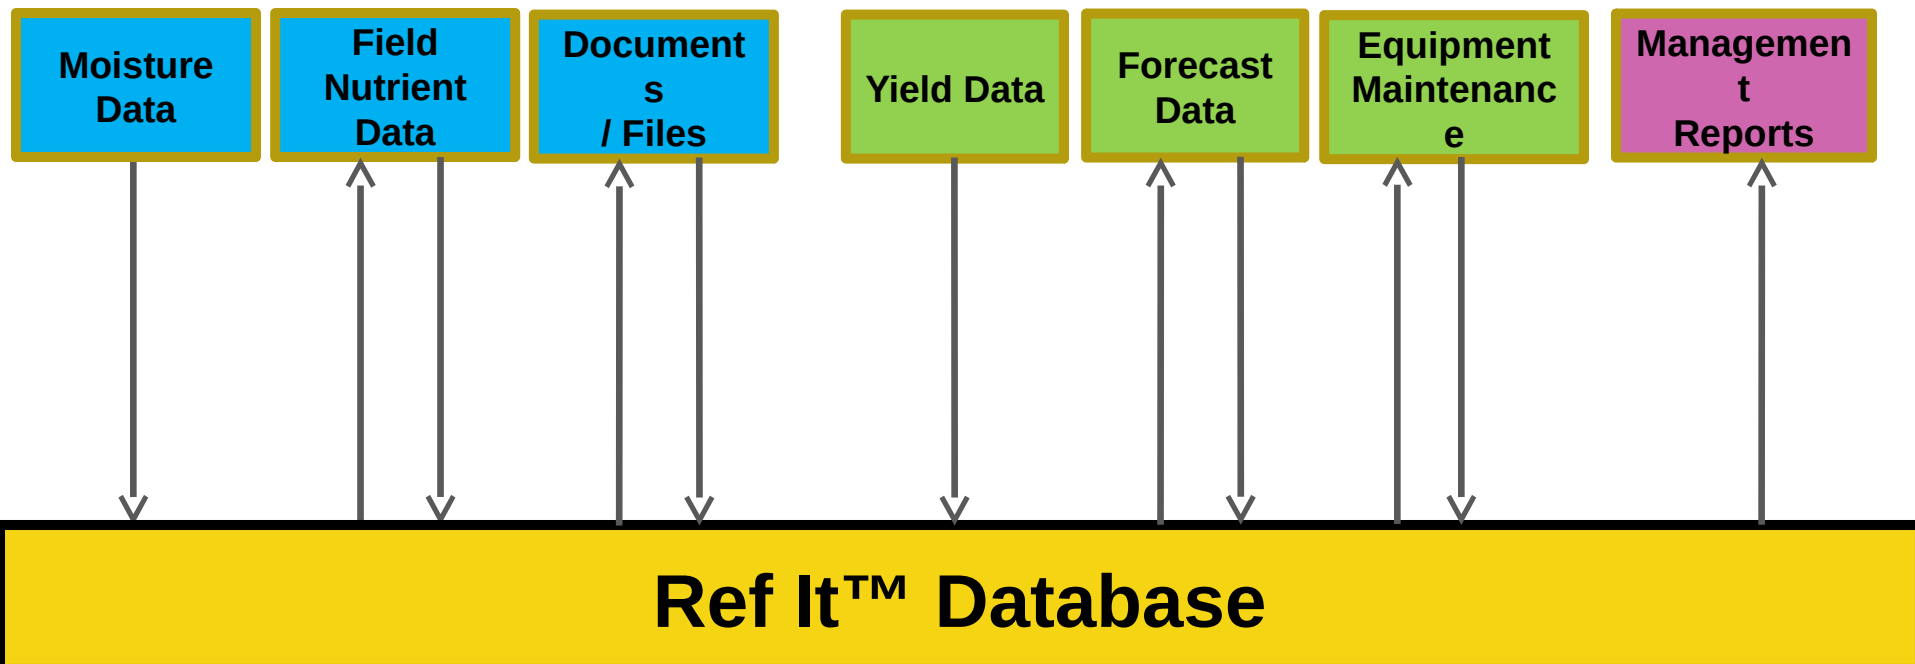 Moisture
Data
Field
Nutrient
Data
Document
s
/ Files
Yield Data
Forecast
Data
Equipment
Maintenanc
e
Managemen
t
Reports
Ref It™ Database